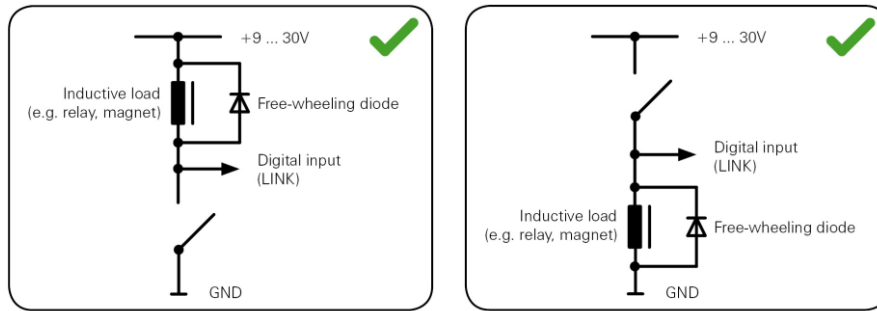 +9 ... 30V
Inductive load
(e.g. relay, magnet)
Free-wheeling diode
Digital input
(LINK)
GND
+9 ... 30V
Digital input
(LINK)
Inductive load
(e.g. relay, magnet)
Free-wheeling diode
GND